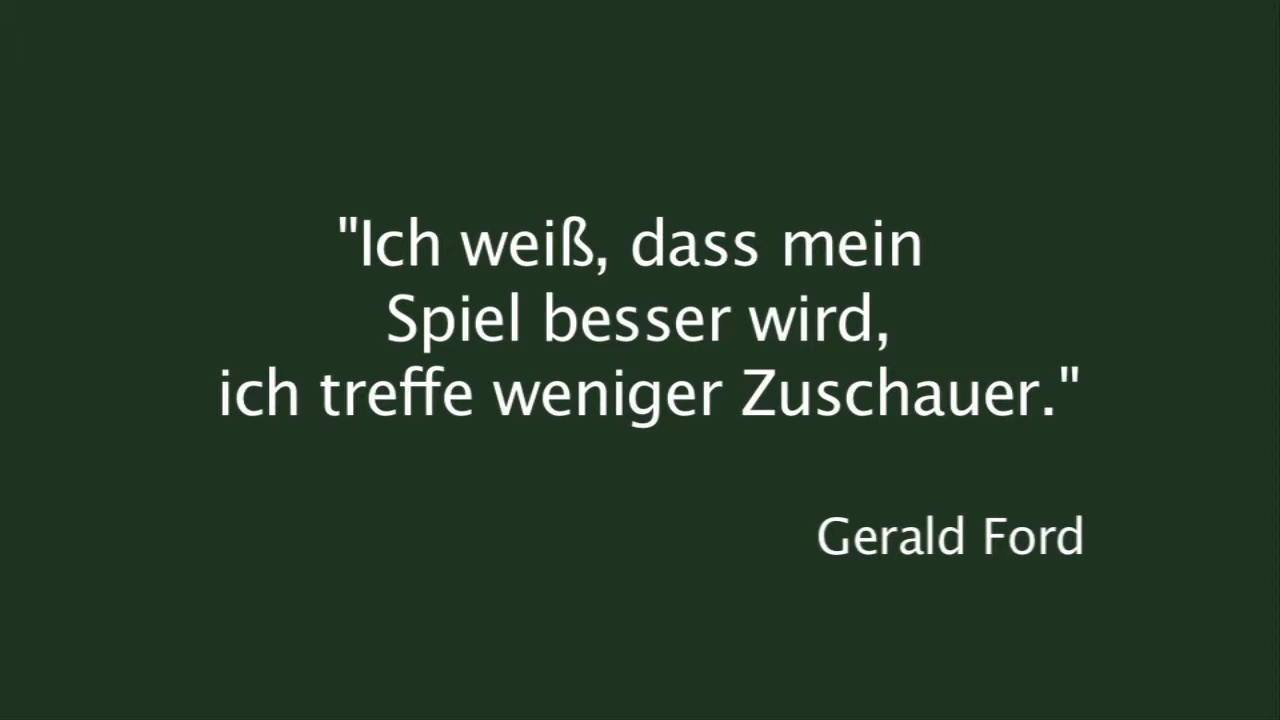 "Ich weiß, dass mein
Spiel besser wird,
ich treffe weniger Zuschauer."
Gerald Ford